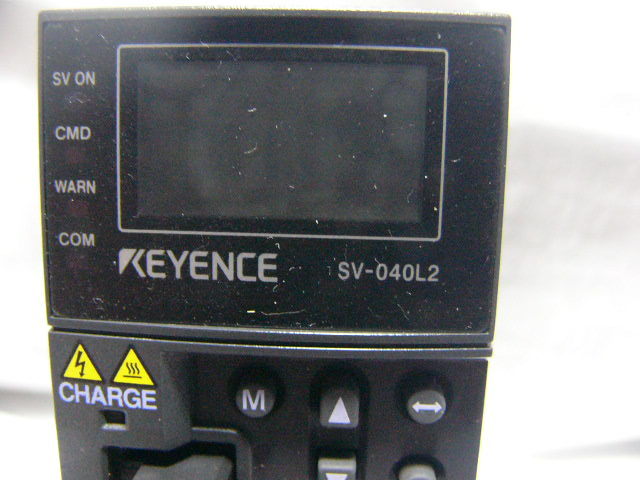 SV ON
CMD
WARN
COM
KEYENCE SV-040L2
CHARGE
M